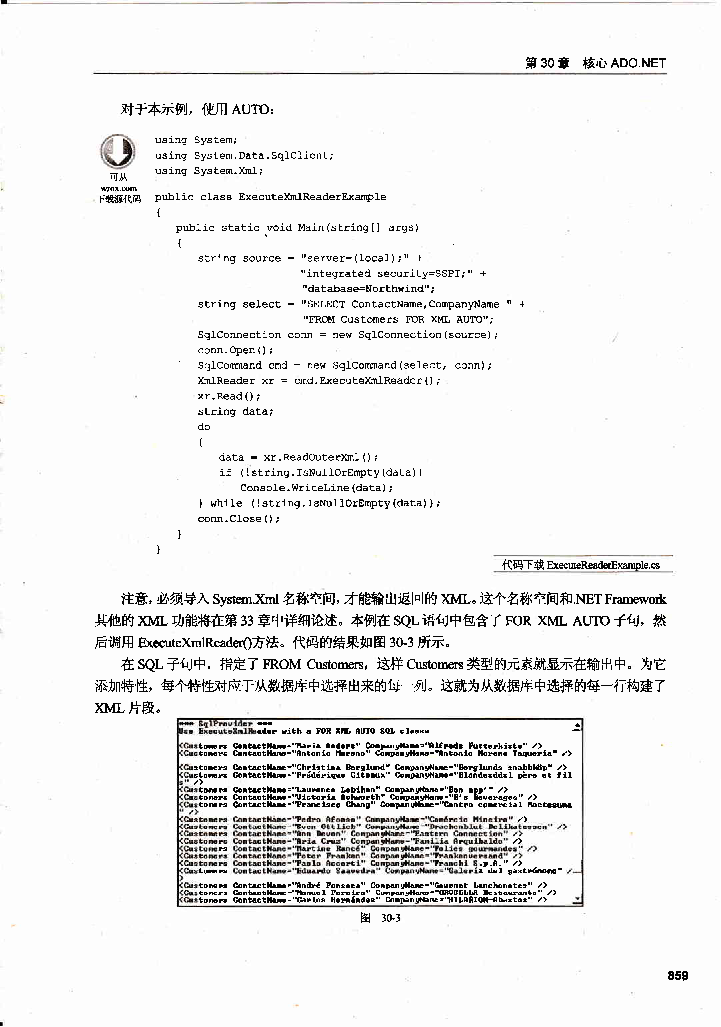 第 30 章 核心 ADO.NET
对于本示例，使用 AUTO：
可从
wrox.com
下载源代码
using System;
using System.Data.SqlClient;
using System.Xml;
public class ExecuteXmlReaderExample
{
public static void Main(string[] args)
{
string source = "server=(local);" +
"integrated security=SSPI;" +
"database=Northwind";
string select = "SELECT ContactName,CompanyName " +
"FROM Customers FOR XML AUTO";
SqlConnection conn = new SqlConnection(source);
conn.Open();
SqlCommand cmd = new SqlCommand(select, conn);
XmlReader xr = cmd.ExecuteXmlReader();
xr.Read();
string data;
do
{
data = xr.ReadOuterXml();
if (!string.IsNullOrEmpty(data))
Console.WriteLine(data);
} while (!string.IsNullOrEmpty(data));
conn.Close();
}
}
代码下载 ExecuteReaderExample.cs
注意，必须导入 System.Xml 名称空间，才能输出返回的 XML。这个名称空间和.NET Framework
其他的 XML 功能将在第 33 章中详细论述。本例在 SQL 语句中包含了 FOR XML AUTO 子句，然
后调用 ExecuteXmlReader()方法。代码的结果如图 30-3 所示。
在 SQL 子句中，指定了 FROM Customers，这样 Customers 类型的元素就显示在输出中。为它
添加特性，每个特性对应于从数据库中选择出来的每一列。这就为从数据库中选择的每一行构建了
XML 片段。
*** SqlProvider ***
Use ExecuteXmlReader with a FOR XML AUTO SQL clause
<Customers ContactName="Maria Anders" CompanyName="Alfreds Futterkiste" />
<Customers ContactName="Antonio Moreno" CompanyName="Antonio Moreno Taquería" />
<Customers ContactName="Christina Berglund" CompanyName="Berglunds snabbköp" />
<Customers ContactName="Frédérique Citeaux" CompanyName="Blondesddsl père et fil
s" />
<Customers ContactName="Laurence Lebihan" CompanyName="Bon app'" />
<Customers ContactName="Victoria Ashworth" CompanyName="B's Beverages" />
<Customers ContactName="Francisco Chang" CompanyName="Centro comercial Moctezuma
" />
<Customers ContactName="Pedro Afonso" CompanyName="Comércio Mineiro" />
<Customers ContactName="Sven Ottlieb" CompanyName="Drachenblut Delikatessen" />
<Customers ContactName="Ann Devon" CompanyName="Eastern Connection" />
<Customers ContactName="Aria Cruz" CompanyName="Familia Arquibaldo" />
<Customers ContactName="Martine Rancé" CompanyName="Folies gourmandes" />
<Customers ContactName="Peter Franken" CompanyName="Frankenversand" />
<Customers ContactName="Paolo Accorti" CompanyName="Franchi S.p.A." />
<Customers ContactName="Eduardo Saavedra" CompanyName="Galería del gastrónomo" /
<Customers ContactName="André Fonseca" CompanyName="Gourmet Lanchonetes" />
<Customers ContactName="Manuel Pereira" CompanyName="GROSELLA-Restaurante" />
<Customers ContactName="Carlos Hernández" CompanyName="HILARIÓN-Abastos" />
图 30-3
859